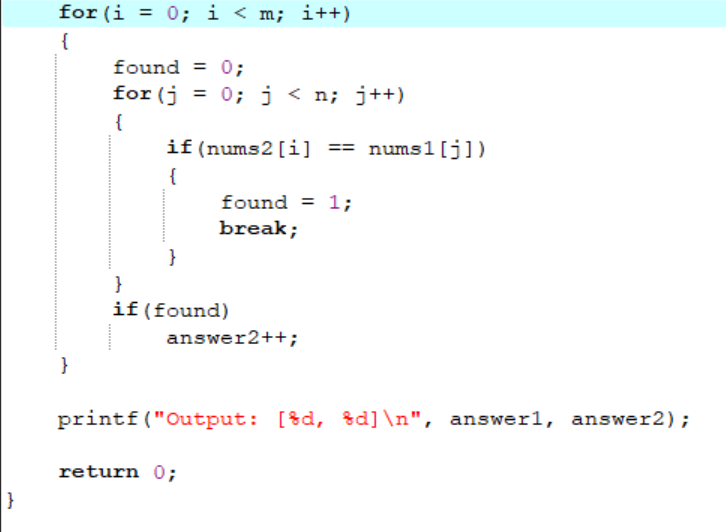 for(i = 0; i < m; i++)
{
found = 0;
for(j = 0; j < n; j++)
{
if(nums2[i] == nums1[j])
{
found = 1;
break;
}
}
if(found)
answer2++;
}
printf("Output: [%d, %d]\n", answer1, answer2);
return 0;
}